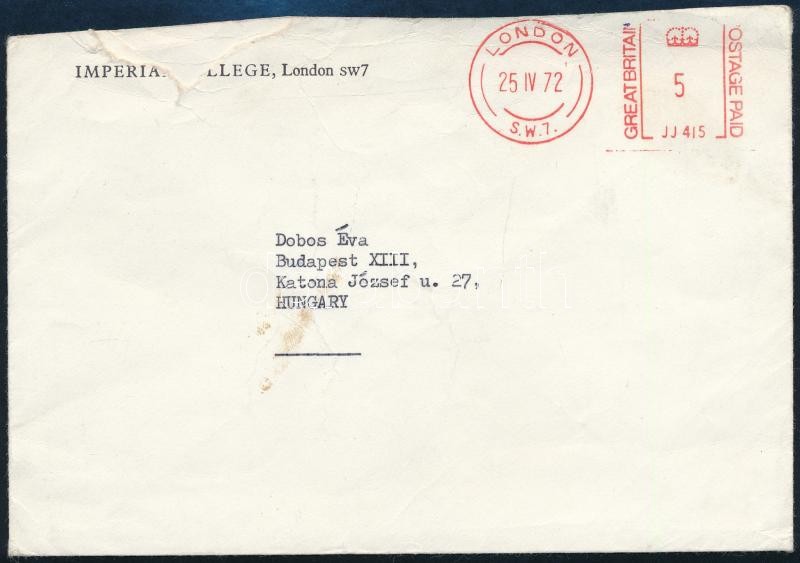 IMPERIA LLEGE, London SW7
LONDON
25 IV 72
S.W.7.
GREAT BRITAIN
5
JJ 415
OSTAGE PAID
Dobos Éva
Budapest XIII,
Katona József u. 27,
HUNGARY